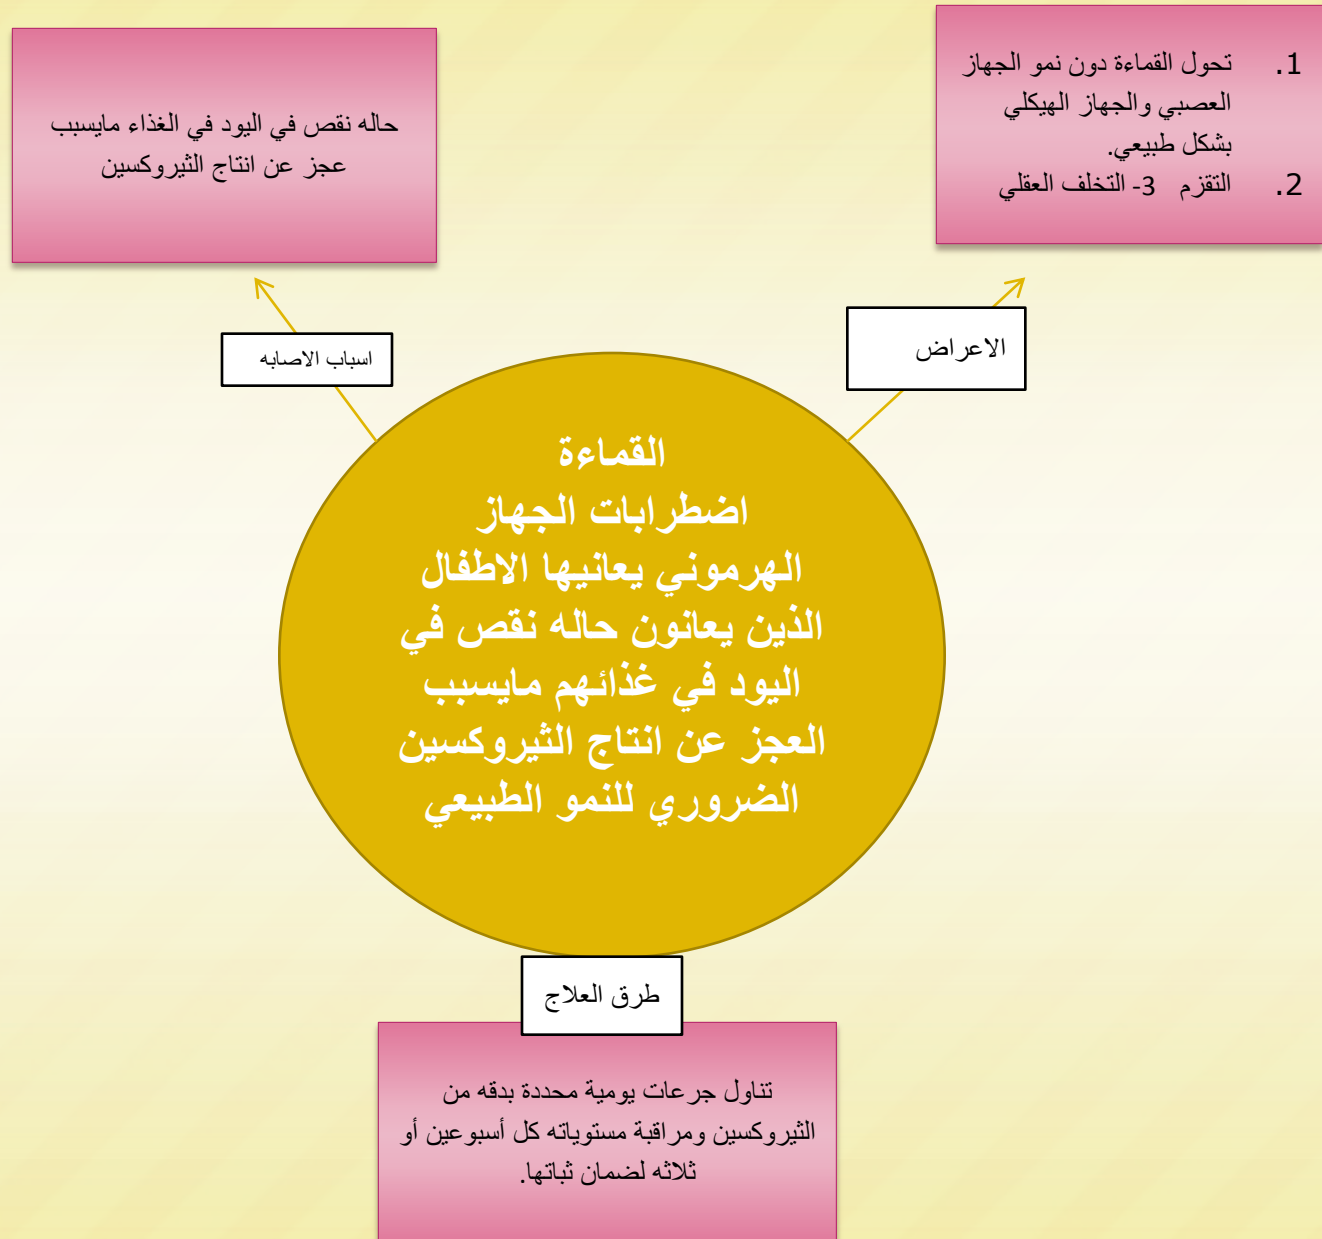 1. تحول القماءة دون نمو الجهاز
العصبي والجهاز الهيكلي
بشكل طبيعي.
2. التقزم 3- التخلف العقلي
حاله نقص في اليود في الغذاء مايسبب
عجز عن انتاج الثيروكسين
الاعراض
اسباب الاصابه
القماءة
اضطرابات الجهاز
الهرموني يعانيها الاطفال
الذين يعانون حاله نقص في
اليود في غذائهم مايسبب
العجز عن انتاج الثيروكسين
الضروري للنمو الطبيعي
طرق العلاج
تناول جرعات يومية محددة بدقه من
الثيروكسين ومراقبة مستوياته كل أسبوعين أو
ثلاثه لضمان ثباتها.